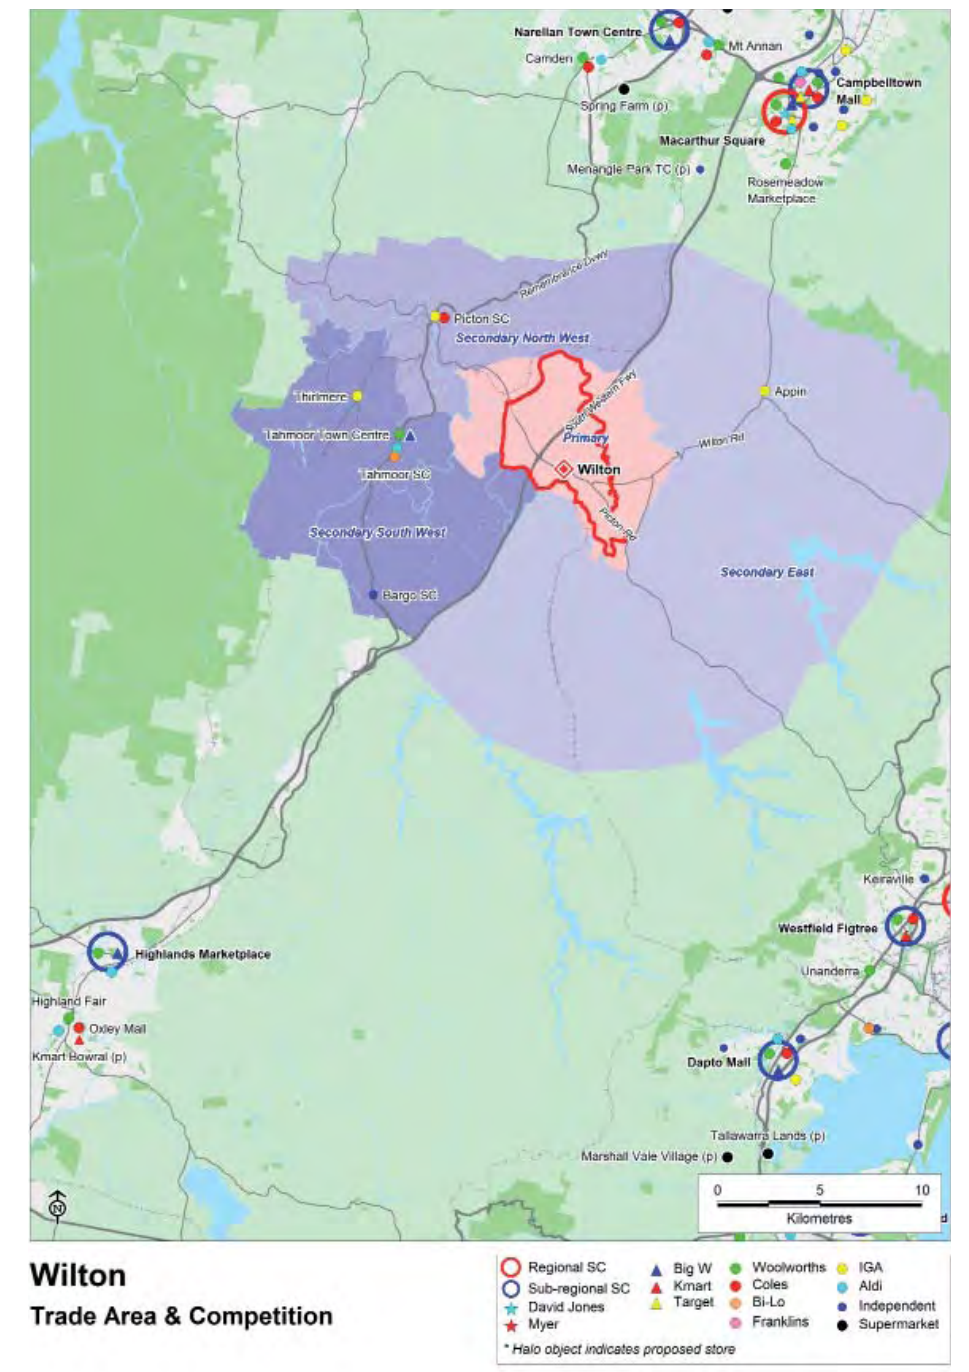 Narellan Town Centre
Camden
Mt Annan
Campbelltown
Mall
Spring Farm (p)
Macarthur Square
Menangle Park TC (p)
Rosemeadow
Marketplace
Remembrance Dvwy
Picton SC
Secondary North West
South Western Fwy
Thirlmere
Appin
Tahmoor Town Centre
Primary
Wilton Rd
Tahmoor SC
Wilton
Picton Rd
Secondary South West
Secondary East
Bargo SC
Keiraville
Westfield Figtree
Highlands Marketplace
Unanderra
Highland Fair
Oxley Mall
Kmart Bowral (p)
Dapto Mall
Tallawarra Lands (p)
Marshall Vale Village (p)
0 5 10
Kilometres
d
N
Wilton
Trade Area & Competition
Regional SC
Sub-regional SC
David Jones
Myer
Big W
Kmart
Target
Woolworths
Coles
Bi-Lo
Franklins
IGA
Aldi
Independent
Supermarket
* Halo object indicates proposed store